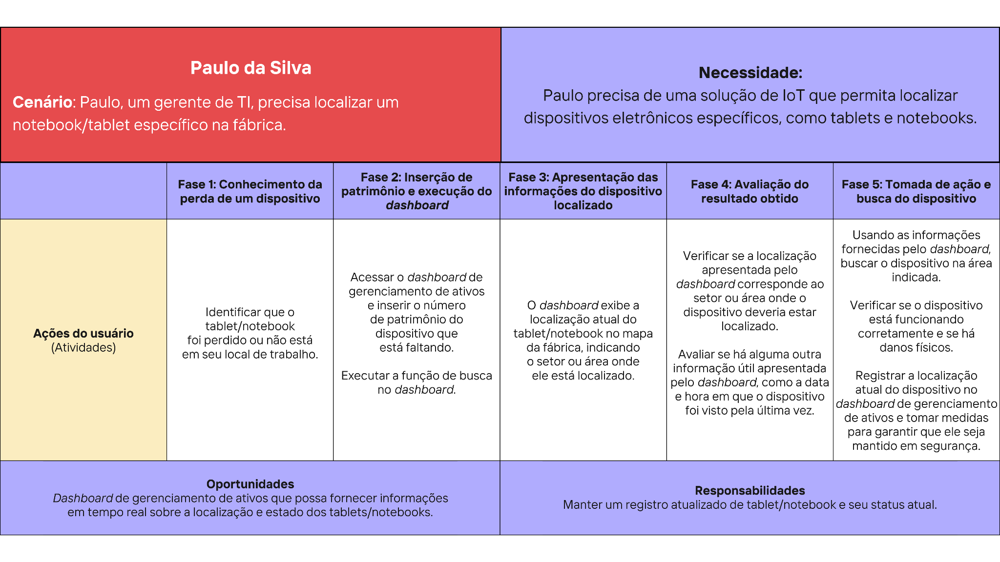 Paulo da Silva
Cenário: Paulo, um gerente de TI, precisa localizar um
notebook/tablet específico na fábrica.
Necessidade:
Paulo precisa de uma solução de IoT que permita localizar
dispositivos eletrônicos específicos, como tablets e notebooks.
Fase 1: Conhecimento da
perda de um dispositivo
Fase 2: Inserção de
patrimônio e execução do
dashboard
Fase 3: Apresentação das
informações do dispositivo
localizado
Fase 4: Avaliação do
resultado obtido
Fase 5: Tomada de ação e
busca do dispositivo
Ações do usuário
(Atividades)
Identificar que o
tablet/notebook
foi perdido ou não está
em seu local de trabalho.
Acessar o dashboard de
gerenciamento de ativos
e inserir o número
de patrimônio do
dispositivo que
está faltando.
Executar a função de busca
no dashboard.
O dashboard exibe a
localização atual do
tablet/notebook no mapa
da fábrica, indicando
o setor ou área onde
ele está localizado.
Verificar se a localização
apresentada pelo
dashboard corresponde ao
setor ou área onde o
dispositivo deveria estar
localizado.
Avaliar se há alguma outra
informação útil apresentada
pelo dashboard, como a data
e hora em que o dispositivo
foi visto pela última vez.
Usando as informações
fornecidas pelo dashboard,
buscar o dispositivo na área
indicada.
Verificar se o dispositivo
está funcionando
corretamente e se há
danos físicos.
Registrar a localização
atual do dispositivo no
dashboard de gerenciamento
de ativos e tomar medidas
para garantir que ele seja
mantido em segurança.
Oportunidades
Dashboard de gerenciamento de ativos que possa fornecer informações
em tempo real sobre a localização e estado dos tablets/notebooks.
Responsabilidades
Manter um registro atualizado de tablet/notebook e seu status atual.